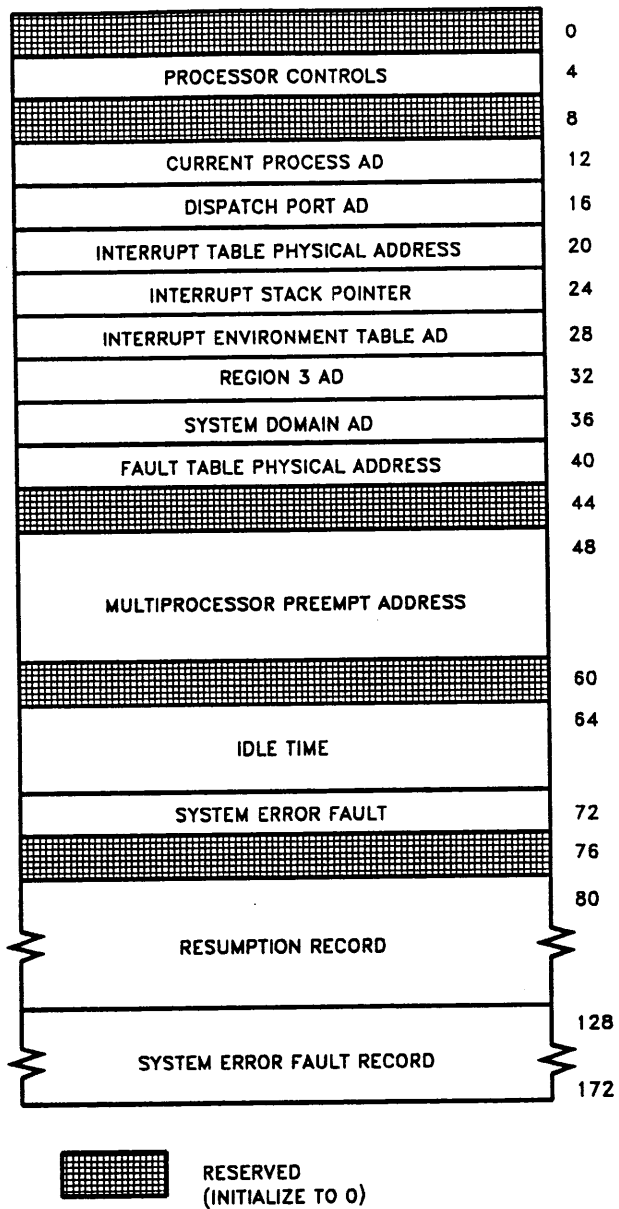 0
PROCESSOR CONTROLS 4
8
CURRENT PROCESS AD 12
DISPATCH PORT AD 16
INTERRUPT TABLE PHYSICAL ADDRESS 20
INTERRUPT STACK POINTER 24
INTERRUPT ENVIRONMENT TABLE AD 28
REGION 3 AD 32
SYSTEM DOMAIN AD 36
FAULT TABLE PHYSICAL ADDRESS 40
44
48
MULTIPROCESSOR PREEMPT ADDRESS
60
64
IDLE TIME
SYSTEM ERROR FAULT 72
76
80
RESUMPTION RECORD
128
SYSTEM ERROR FAULT RECORD
172
RESERVED
(INITIALIZE TO 0)